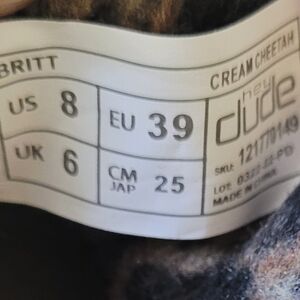 BRITT CREAM CHEETAH
US 8 EU 39 hey dude
UK 6 CM JAP 25
SKU: 121770149
MADE IN CHINA